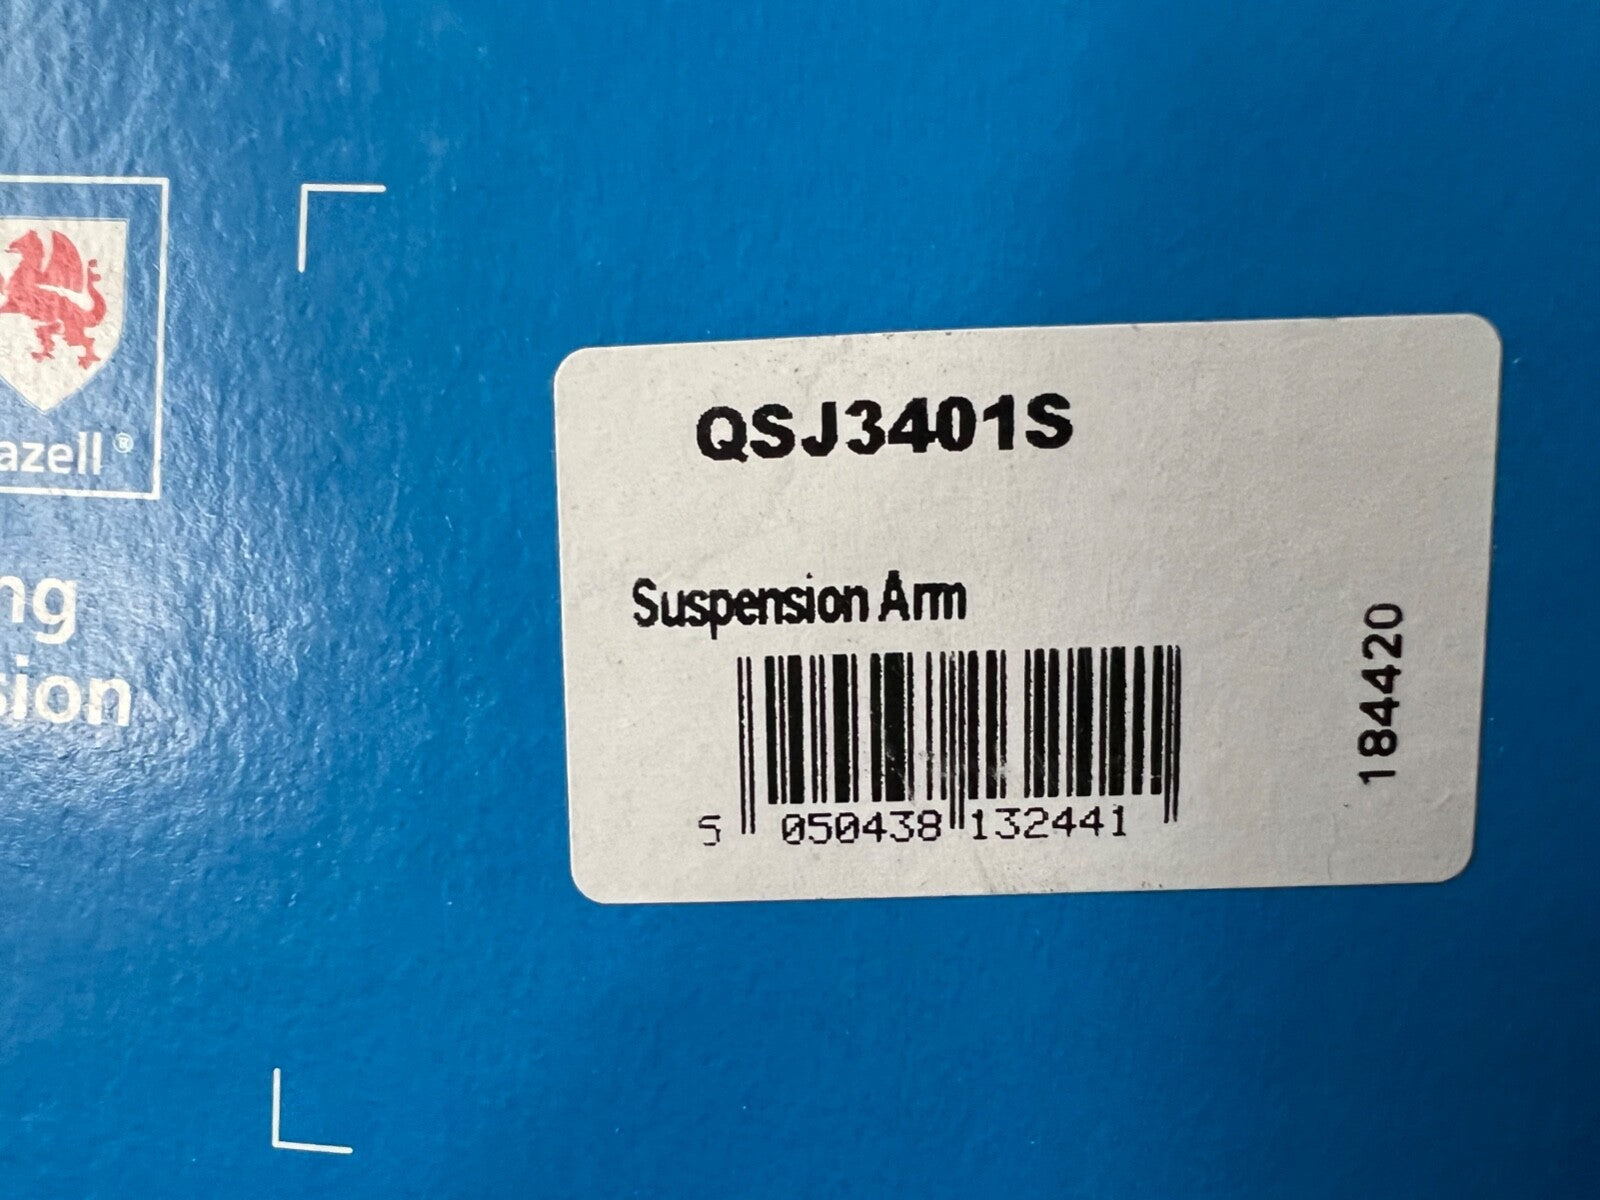 azell®
ng
sion
QSJ3401S
Suspension Arm
5 050438 132441
184420